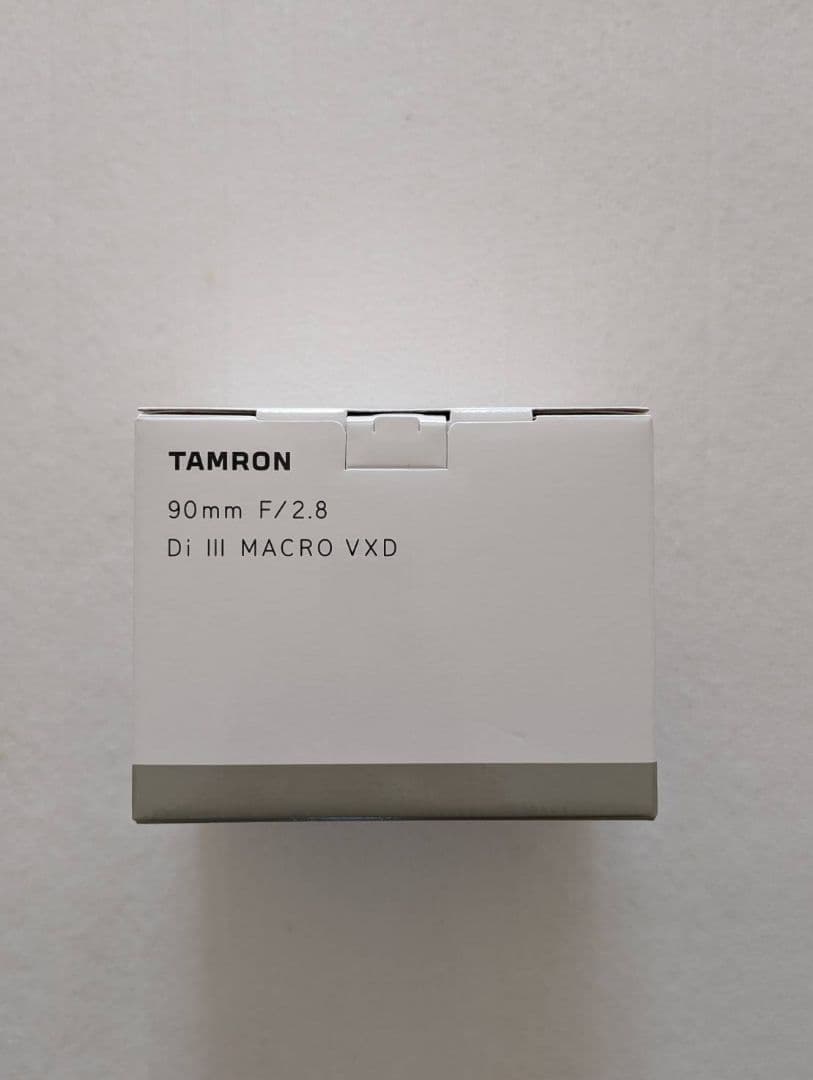 TAMRON
90mm F/2.8
Di III MACRO VXD